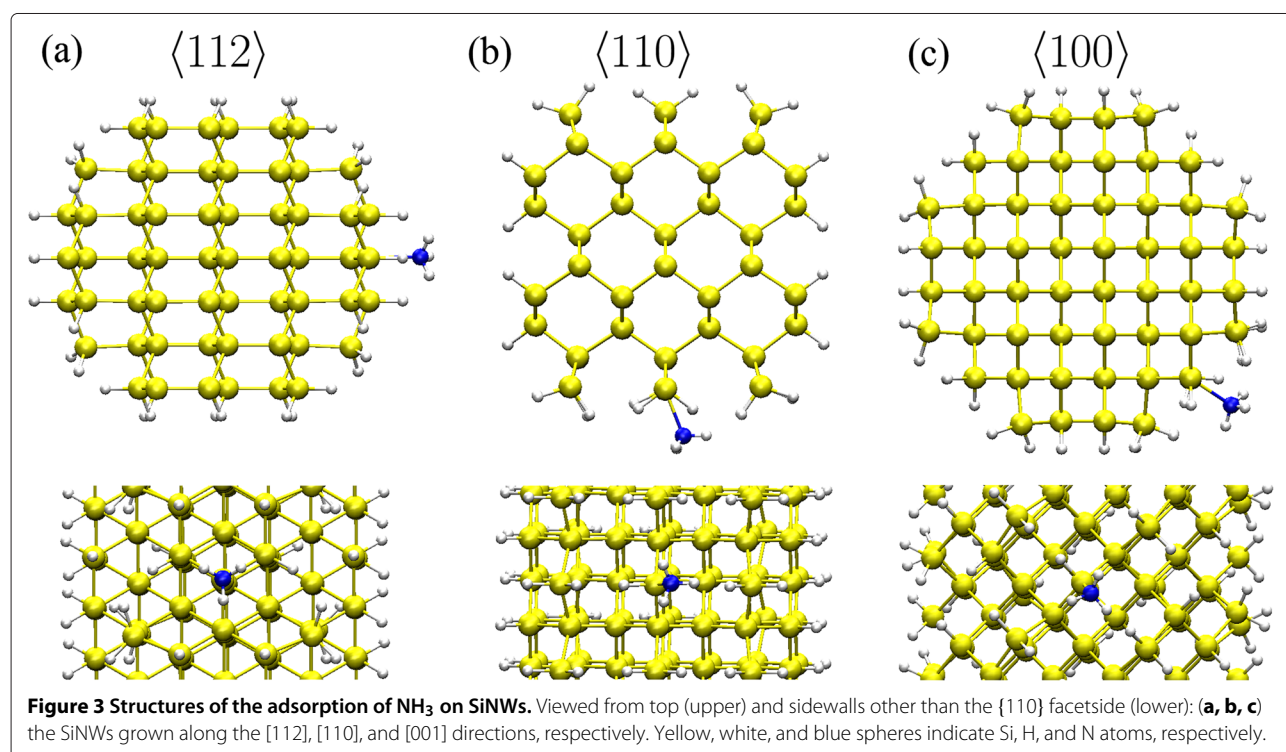 (a) ⟨112⟩ (b) ⟨110⟩ (c) ⟨100⟩
Figure 3 Structures of the adsorption of NH₃ on SiNWs. Viewed from top (upper) and sidewalls other than the {110} facetside (lower): (a, b, c)
the SiNWs grown along the [112], [110], and [001] directions, respectively. Yellow, white, and blue spheres indicate Si, H, and N atoms, respectively.